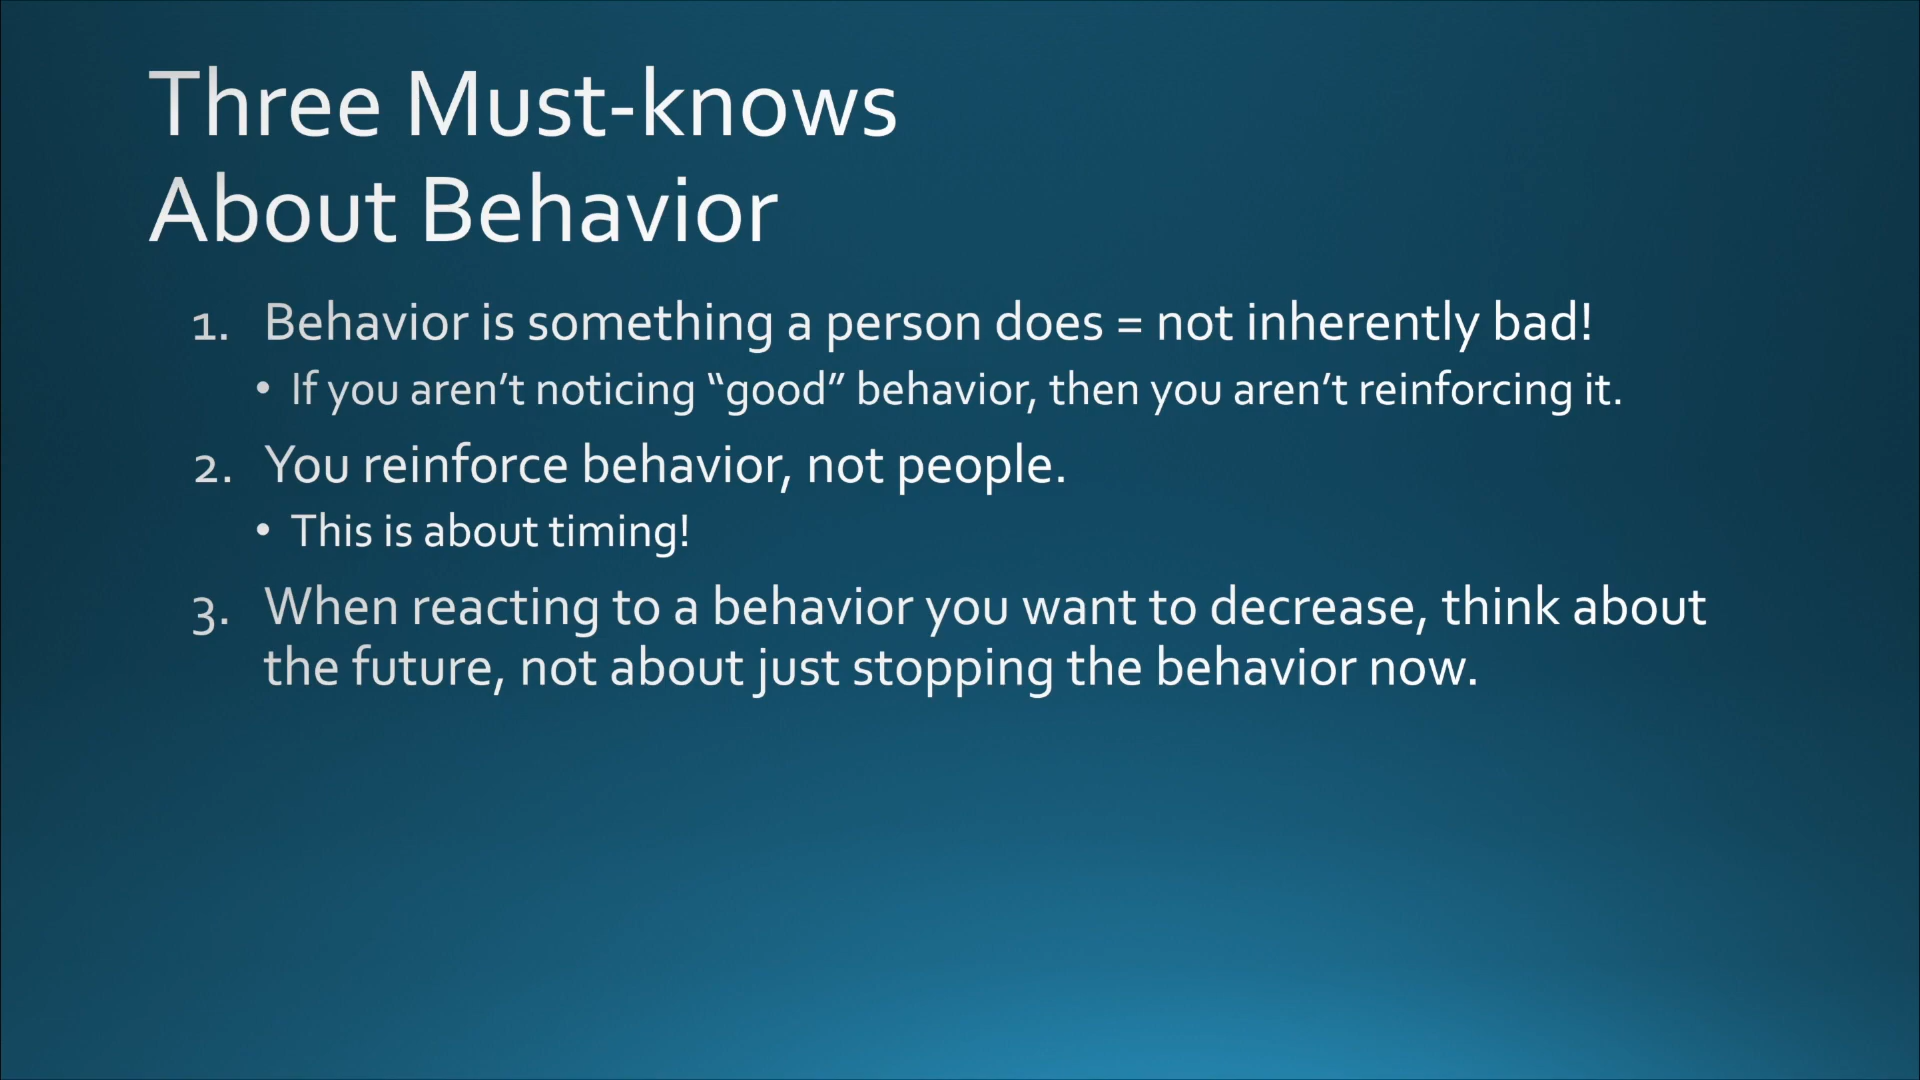 Three Must-knows
About Behavior
1. Behavior is something a person does = not inherently bad!
• If you aren’t noticing “good” behavior, then you aren’t reinforcing it.
2. You reinforce behavior, not people.
• This is about timing!
3. When reacting to a behavior you want to decrease, think about
the future, not about just stopping the behavior now.